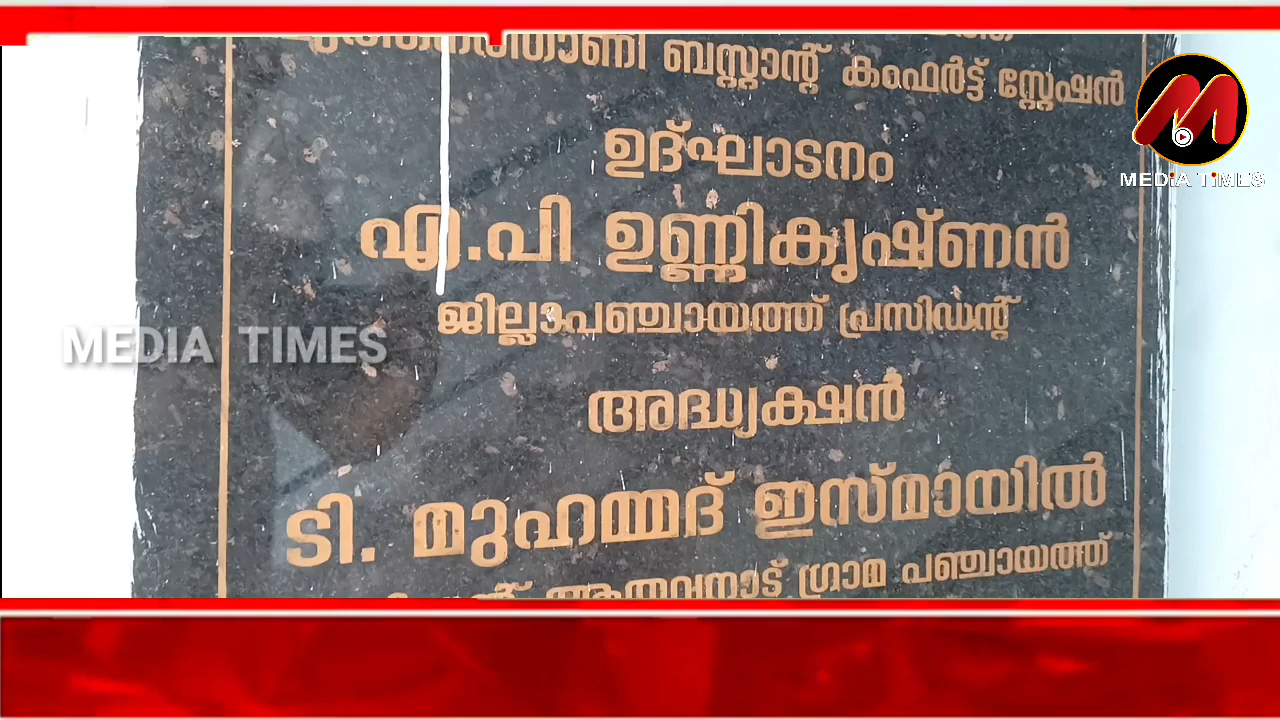 ബസ്റ്റാന്റ് കംഫർട്ട് സ്റ്റേഷൻ
ഉദ്ഘാടനം
എ.പി ഉണ്ണികൃഷ്ണൻ
ജില്ലാപഞ്ചായത്ത് പ്രസിഡന്റ്
അദ്ധ്യക്ഷൻ
ടി. മുഹമ്മദ് ഇസ്മായിൽ
ആതവനാട് ഗ്രാമ പഞ്ചായത്ത്
MEDIA TIMES
MEDIA TIMES